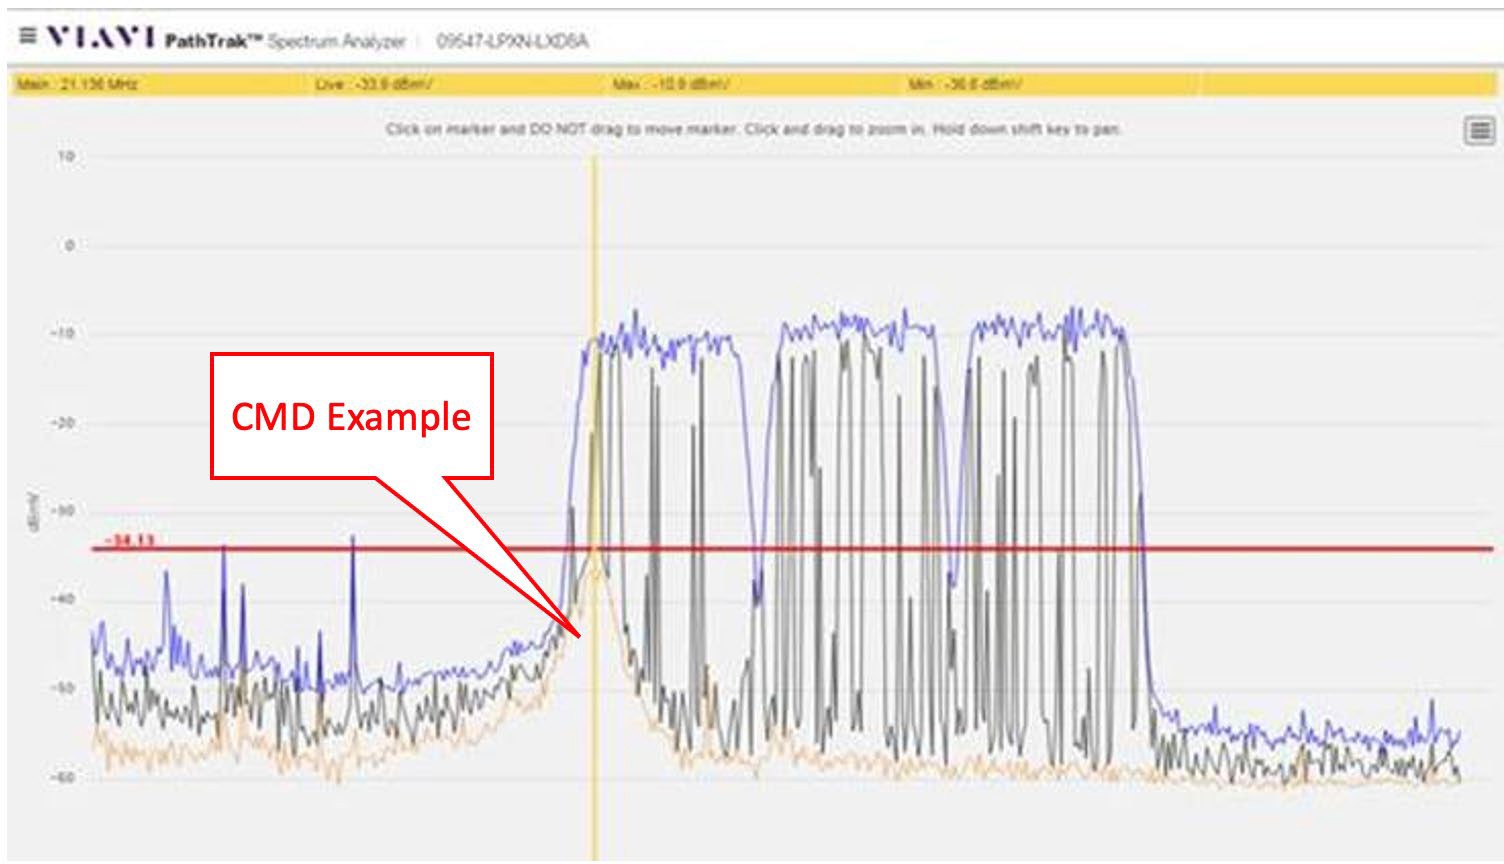 VIAVI PathTrak™ Spectrum Analyzer 09547-LPXN-LXD8A
Main : 21.136 MHz Live : -33.9 dBmV Max : -10.9 dBmV Min : -36.6 dBmV
Click on marker and DO NOT drag to move marker. Click and drag to zoom in. Hold down shift key to pan.
10
0
-10
CMD Example
-20
-30
dBmV
-34.13
-40
-50
-60